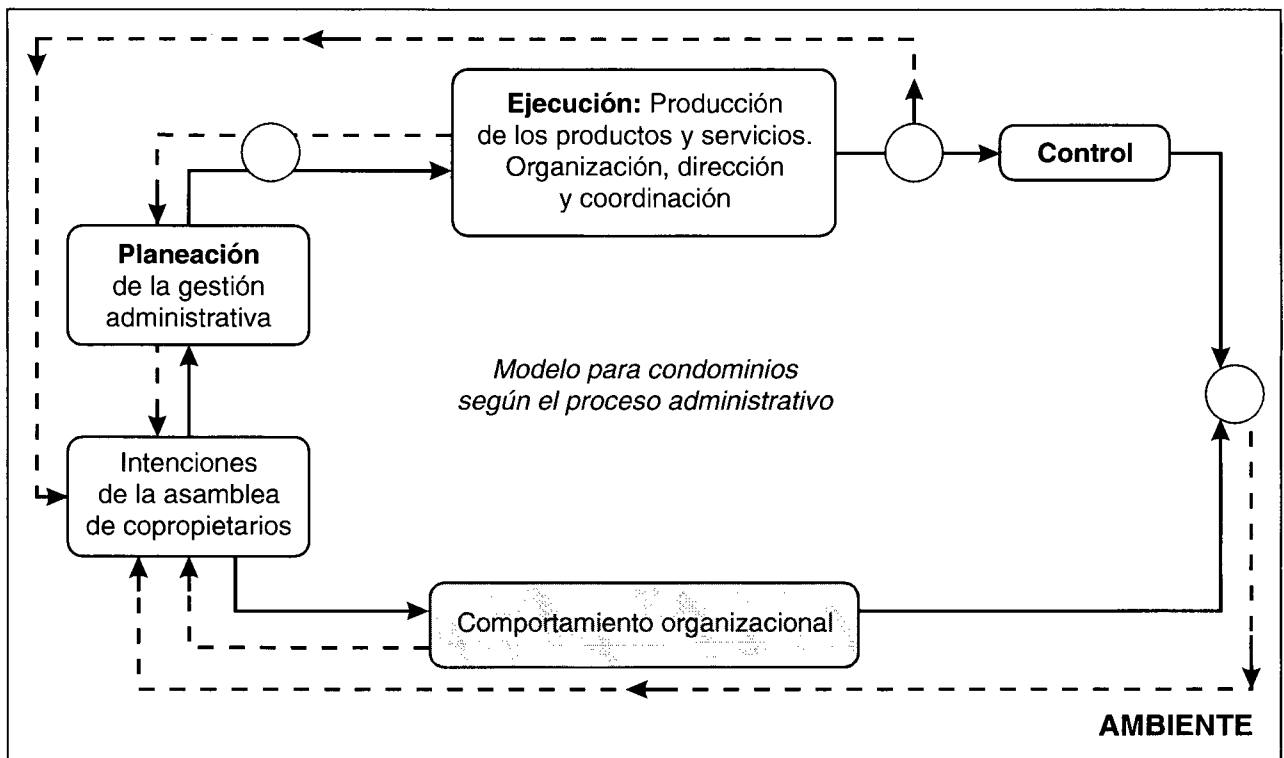 Ejecución: Producción
de los productos y servicios.
Organización, dirección
y coordinación
Control
Planeación
de la gestión
administrativa
Modelo para condominios
según el proceso administrativo
Intenciones
de la asamblea
de copropietarios
Comportamiento organizacional
AMBIENTE